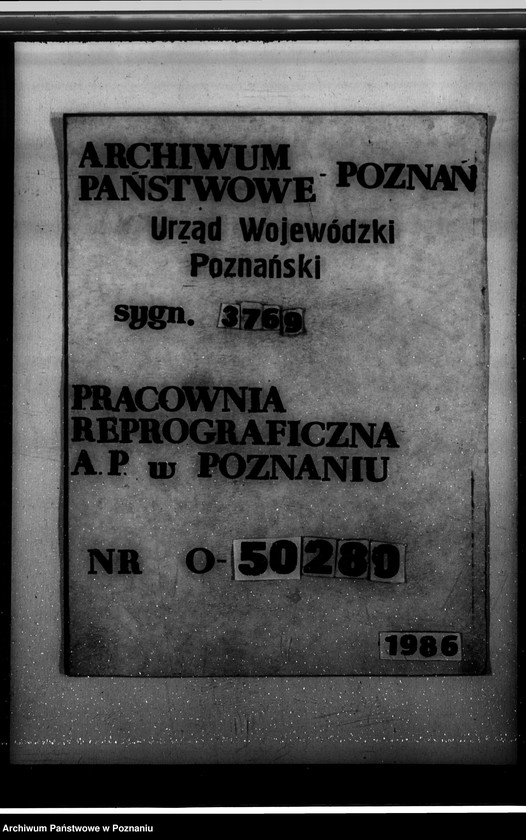 ARCHIWUM
PAŃSTWOWE - POZNAŃ
Urząd Wojewódzki
Poznański
sygn. 3769
PRACOWNIA
REPROGRAFICZNA
A.P. w POZNANIU
NR O-50280
1986
Archiwum Państwowe w Poznaniu